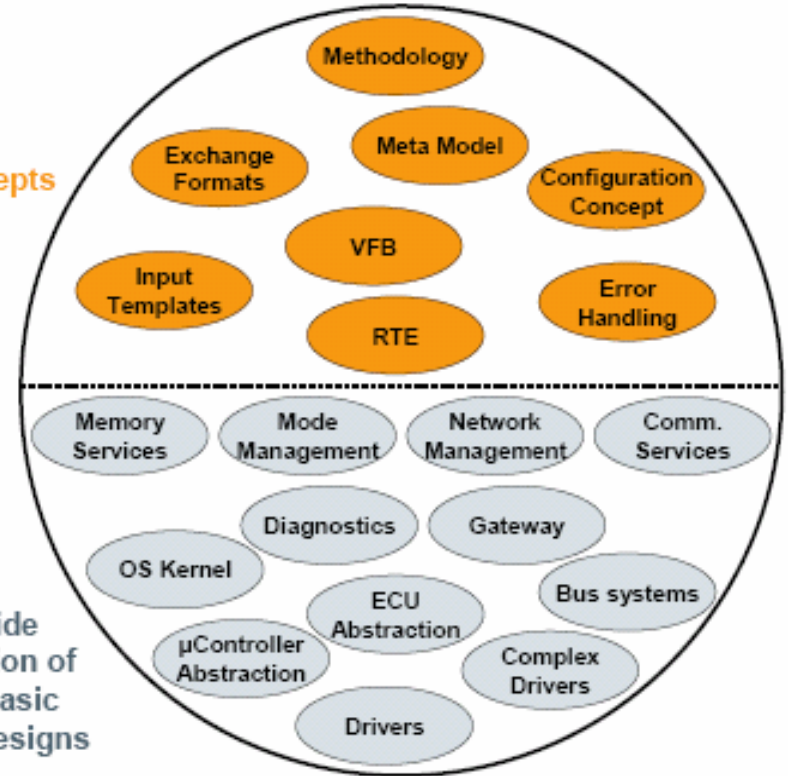 Methodology
Meta Model
Exchange
Formats
epts
Configuration
Concept
VFB
Input
Templates
Error
Handling
RTE
Memory
Services
Mode
Management
Network
Management
Comm.
Services
Diagnostics
Gateway
OS Kernel
Bus systems
ECU
Abstraction
ide
ion of
asic
esigns
µController
Abstraction
Complex
Drivers
Drivers